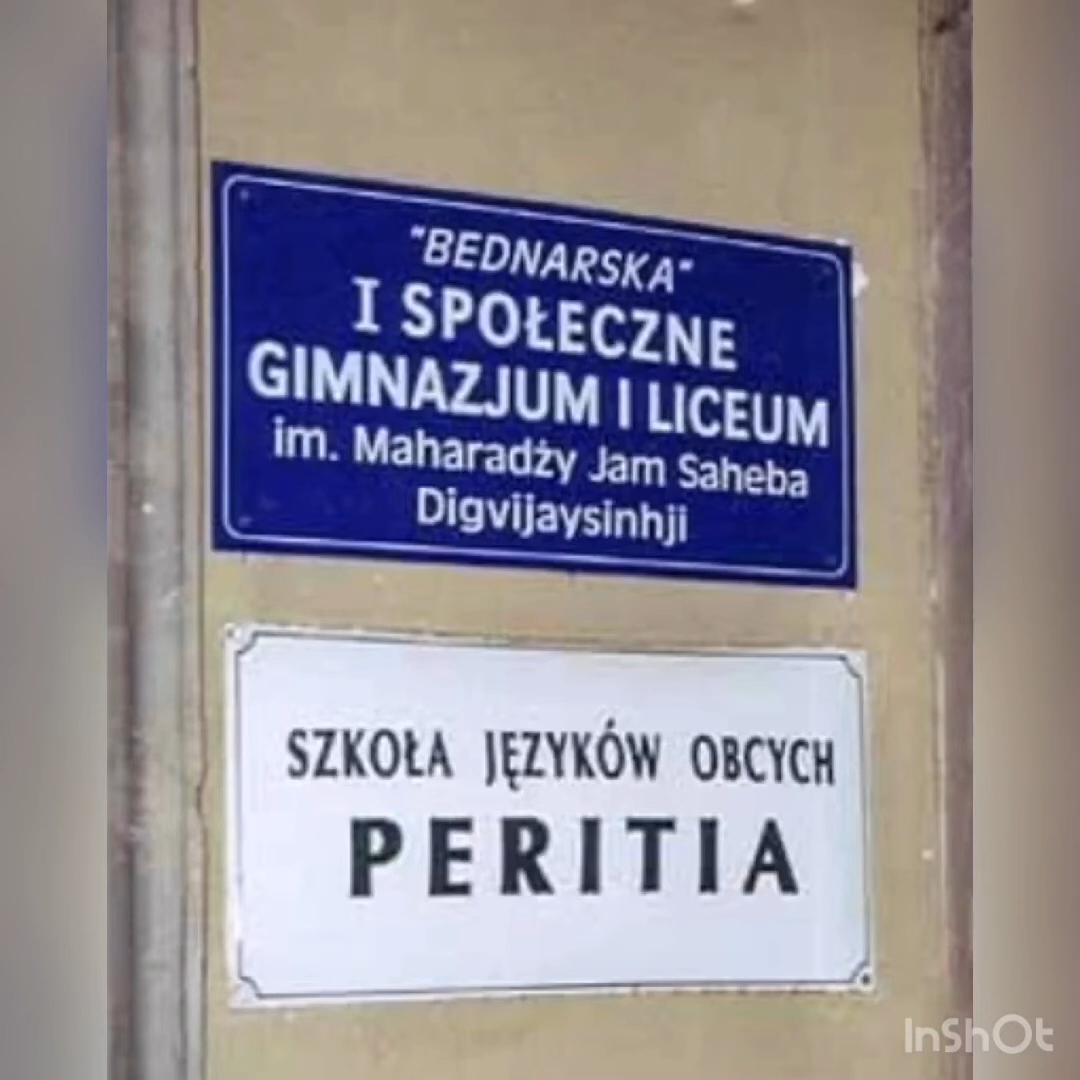 "BEDNARSKA"
I SPOŁECZNE
GIMNAZJUM I LICEUM
im. Maharadży Jam Saheba
Digvijaysinhji
SZKOŁA JĘZYKÓW OBCYCH
PERITIA
InShOt